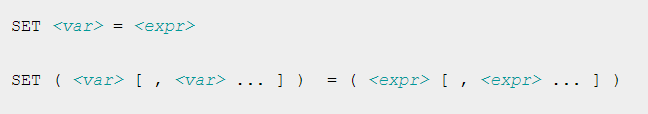 SET <var> = <expr>
SET ( <var> [ , <var> ... ] )  = ( <expr> [ , <expr> ... ] )